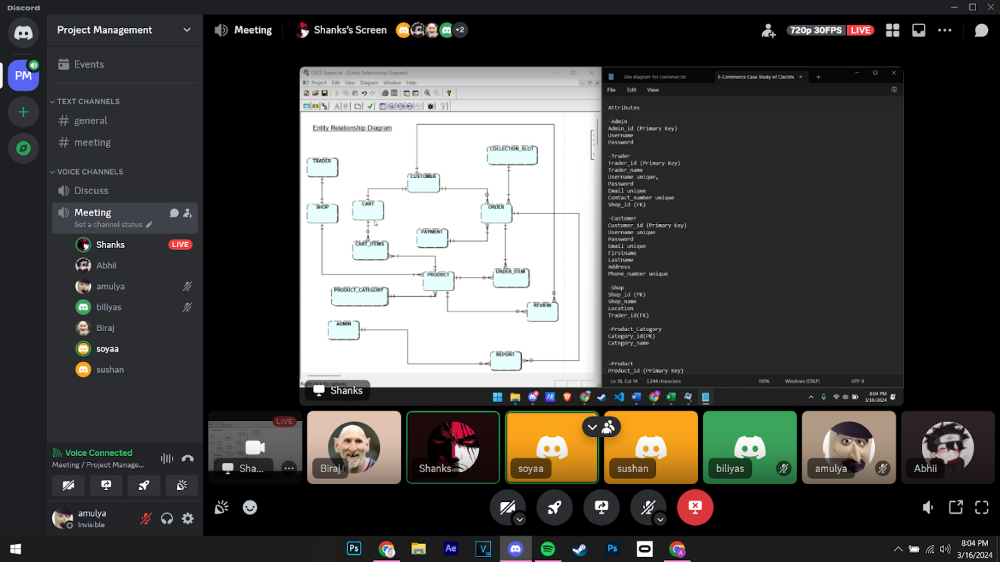 Discord
Project Management
Meeting
Shanks's Screen
+2
720p 30FPS
LIVE
PM
Events
TEXT CHANNELS
general
meeting
VOICE CHANNELS
Discuss
Meeting
Set a channel status
Shanks
LIVE
Abhii
amulya
biliyas
Biraj
soyaa
sushan
QSEE SuperLite - [Entity Relationship Diagram]
Project Edit View Diagram Window Help
Entity Relationship Diagram
COLLECTION_SLOT
TRADER
CUSTOMER
CART
SHOP
ORDER
PAYMENT
CART_ITEMS
PRODUCT
ORDER_ITEM
PRODUCT_CATEGORY
REVIEW
ADMIN
REPORT
Shanks
Use diagram for customer.txt
E-Commerce Case Study of Cleckhu
File Edit View
Attributes
-Admin
Admin_id (Primary Key)
Username
Password
-Trader
Trader_id (Primary Key)
Trader_name
Username unique,
Password
Email unique
Contact_number unique
Shop_id (FK)
-Customer
Customer_id (Primary Key)
Username unique
Password
Email unique
Firstname
Lastname
Address
Phone_number unique
-Shop
Shop_id (PK)
Shop_name
Location
Trader_id(FK)
-Product_Category
Category_id(PK)
Category_name
-Product
Product_id (Primary Key)
Ln 56, Col 14 3,244 characters 100% Windows (CRLF) UTF-8
8:04 PM
3/16/2024
LIVE
Sha...
Biraj
Shanks
soyaa
sushan
biliyas
amulya
Abhii
Voice Connected
Meeting / Project Manage...
amulya
Invisible
Ps
Ae
Ps
8:04 PM
3/16/2024